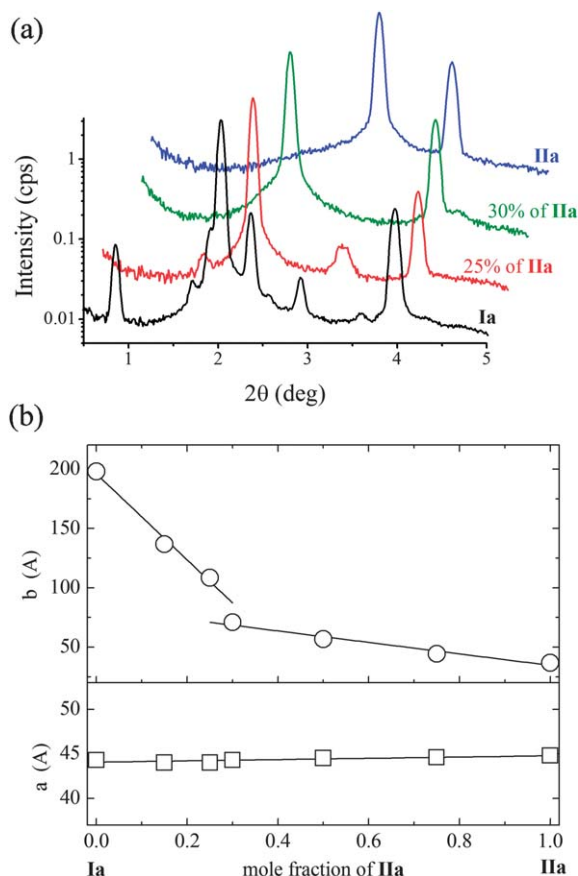 (a)
Intensity (cps)
1
0.1
0.01
IIa
30% of IIa
25% of IIa
Ia
1 2 3 4 5
2θ (deg)
(b)
b (A)
200
150
100
50
a (A)
50
45
40
0.0 0.2 0.4 0.6 0.8 1.0
Ia mole fraction of IIa IIa